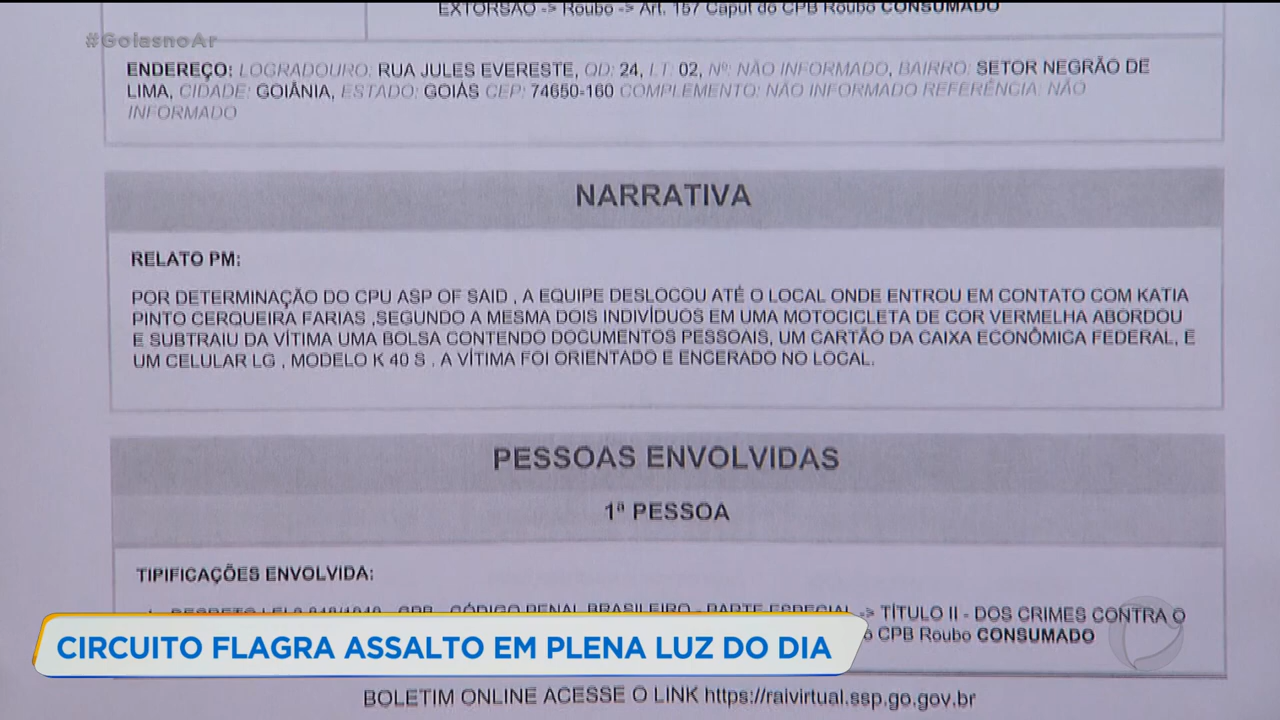 EXTORSÃO -> Roubo -> Art. 157 Caput do CPB Roubo CONSUMADO
#GoiasnoAr
ENDEREÇO: LOGRADOURO: RUA JULES EVERESTE, QD: 24, LT: 02, Nº: NÃO INFORMADO, BAIRRO: SETOR NEGRÃO DE
LIMA, CIDADE: GOIÂNIA, ESTADO: GOIÁS CEP: 74650-160 COMPLEMENTO: NÃO INFORMADO REFERÊNCIA: NÃO
INFORMADO
NARRATIVA
RELATO PM:
POR DETERMINAÇÃO DO CPU ASP OF SAID , A EQUIPE DESLOCOU ATÉ O LOCAL ONDE ENTROU EM CONTATO COM KATIA
PINTO CERQUEIRA FARIAS ,SEGUNDO A MESMA DOIS INDIVÍDUOS EM UMA MOTOCICLETA DE COR VERMELHA ABORDOU
E SUBTRAIU DA VÍTIMA UMA BOLSA CONTENDO DOCUMENTOS PESSOAIS, UM CARTÃO DA CAIXA ECONÔMICA FEDERAL, E
UM CELULAR LG , MODELO K 40 S . A VÍTIMA FOI ORIENTADO E ENCERADO NO LOCAL.
PESSOAS ENVOLVIDAS
1ª PESSOA
TIPIFICAÇÕES ENVOLVIDA:
CÓDIGO PENAL BRASILEIRO - PARTE ESPECIAL -> TÍTULO II - DOS CRIMES CONTRA O
CPB Roubo CONSUMADO
CIRCUITO FLAGRA ASSALTO EM PLENA LUZ DO DIA
BOLETIM ONLINE ACESSE O LINK https://raivirtual.ssp.go.gov.br